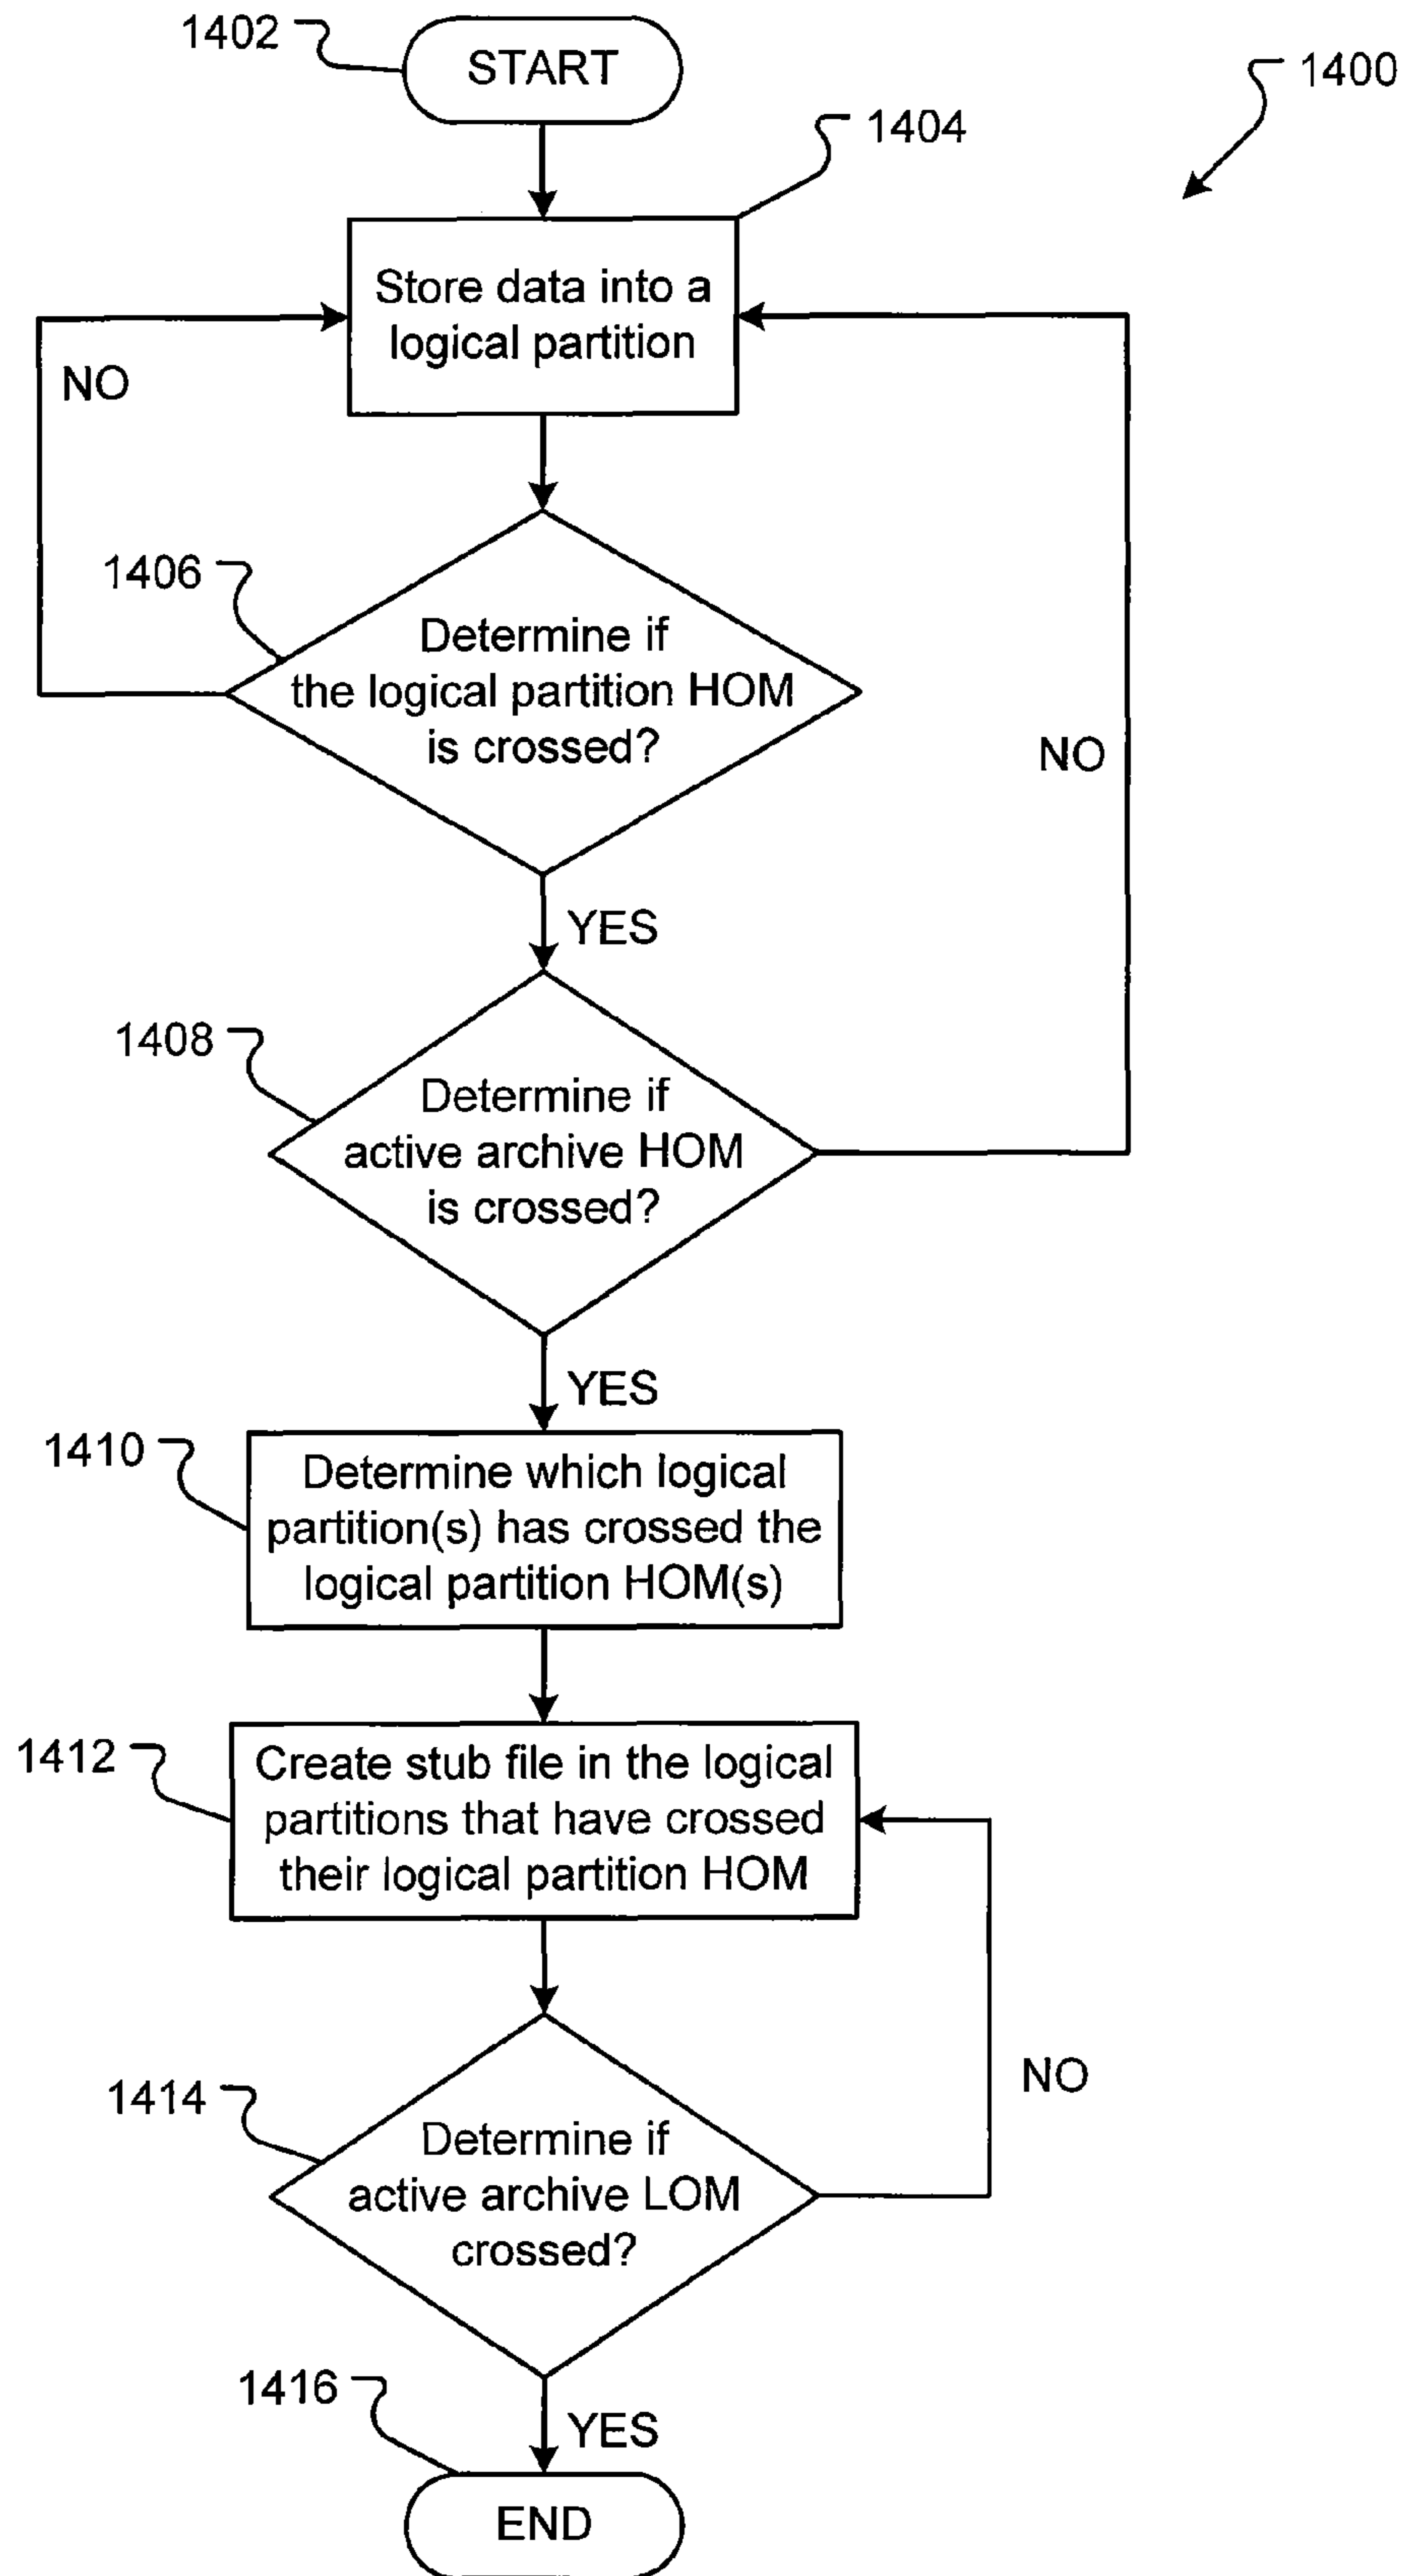 1402
START
1400
1404
Store data into a
logical partition
NO
1406
Determine if
the logical partition HOM
is crossed?
NO
YES
1408
Determine if
active archive HOM
is crossed?
YES
1410
Determine which logical
partition(s) has crossed the
logical partition HOM(s)
1412
Create stub file in the logical
partitions that have crossed
their logical partition HOM
NO
1414
Determine if
active archive LOM
crossed?
1416
YES
END